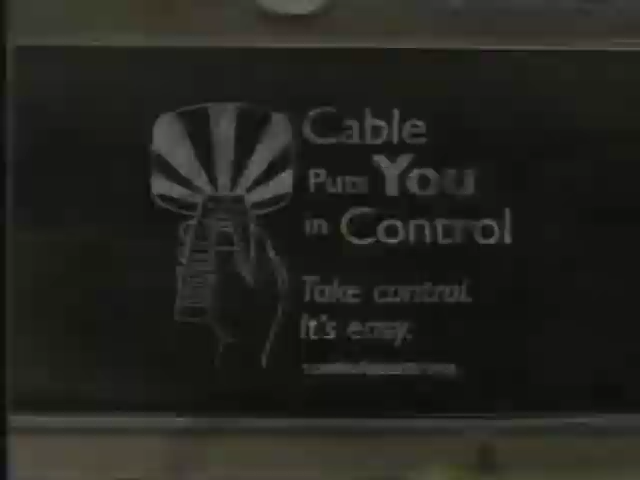 Cable
Puts You
in Control
Take control.
It's easy.